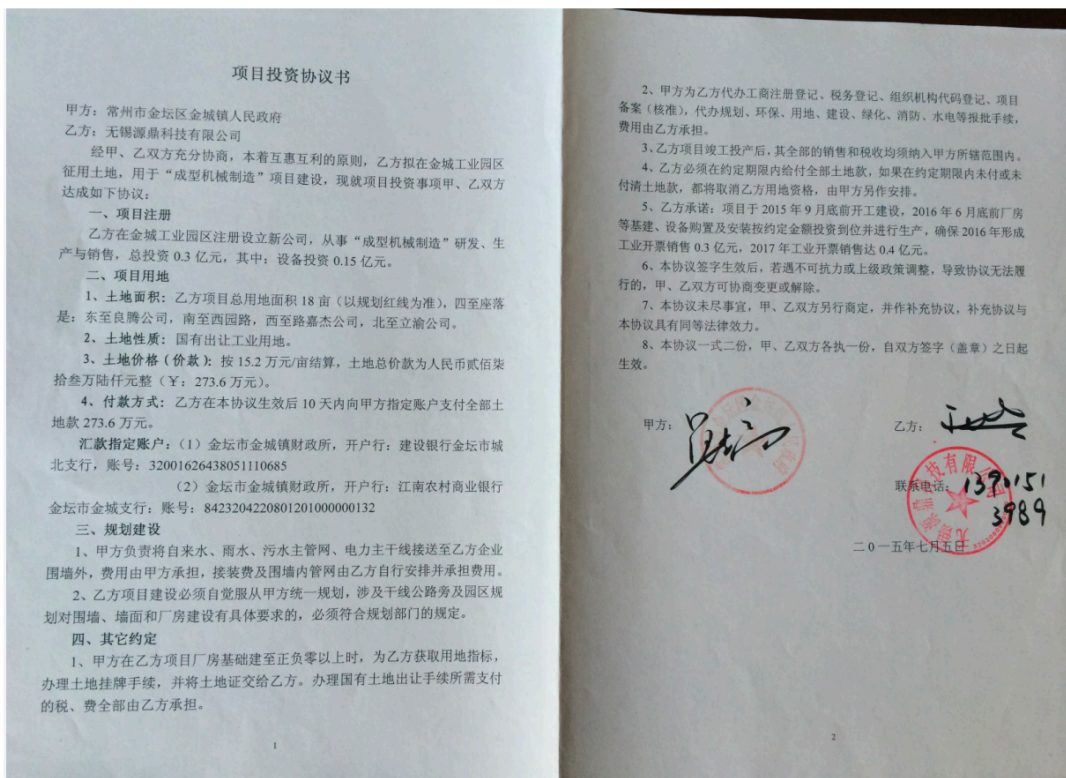 项目投资协议书
甲方：常州市金坛区金城镇人民政府
乙方：无锡源鼎科技有限公司
经甲、乙双方充分协商，本着互惠互利的原则，乙方拟在金城工业园区
征用土地，用于“成型机械制造”项目建设，现就项目投资事项甲、乙双方
达成如下协议：
一、项目注册
乙方在金城工业园区注册设立新公司，从事“成型机械制造”研发、生
产与销售，总投资 0.3 亿元，其中：设备投资 0.15 亿元。
二、项目用地
1、土地面积：乙方项目总用地面积 18 亩（以规划红线为准），四至座落
是：东至良腾公司，南至西园路，西至路嘉杰公司，北至立渝公司。
2、土地性质：国有出让工业用地。
3、土地价格（价款）：按 15.2 万元/亩结算，土地总价款为人民币贰佰柒
拾叁万陆仟元整（￥：273.6 万元）。
4、付款方式：乙方在本协议生效后 10 天内向甲方指定账户支付全部土
地款 273.6 万元。
汇款指定账户：（1）金坛市金城镇财政所，开户行：建设银行金坛市城
北支行，账号：32001626438051110685
（2）金坛市金城镇财政所，开户行：江南农村商业银行
金坛市金城支行；账号：8423204220801201000000132
三、规划建设
1、甲方负责将自来水、雨水、污水主管网、电力主干线接送至乙方企业
围墙外，费用由甲方承担，接装费及围墙内管网由乙方自行安排并承担费用。
2、乙方项目建设必须自觉服从甲方统一规划，涉及干线公路旁及园区规
划对围墙、墙面和厂房建设有具体要求的，必须符合规划部门的规定。
四、其它约定
1、甲方在乙方项目厂房基础建至正负零以上时，为乙方获取用地指标，
办理土地挂牌手续，并将土地证交给乙方。办理国有土地出让手续所需支付
的税、费全部由乙方承担。
1
2、甲方为乙方代办工商注册登记、税务登记、组织机构代码登记、项目
备案（核准），代办规划、环保、用地、建设、绿化、消防、水电等报批手续，
费用由乙方承担。
3、乙方项目竣工投产后，其全部的销售和税收均须纳入甲方所辖范围内。
4、乙方必须在约定期限内给付全部土地款，如果在约定期限内未付或未
付清土地款，都将取消乙方用地资格，由甲方另作安排。
5、乙方承诺：项目于 2015 年 9 月底前开工建设，2016 年 6 月底前厂房
等基建、设备购置及安装按约定金额投资到位并进行生产。确保 2016 年形成
工业开票销售 0.3 亿元，2017 年工业开票销售达 0.4 亿元。
6、本协议签字生效后，若遇不可抗力或上级政策调整，导致协议无法履
行的，甲、乙双方可协商变更或解除。
7、本协议未尽事宜，甲、乙双方另行商定，并作补充协议，补充协议与
本协议具有同等法律效力。
8、本协议一式二份，甲、乙双方各执一份，自双方签字（盖章）之日起
生效。
甲方：
乙方：
联系电话：1390151
3989
二0一五年七月五日
2